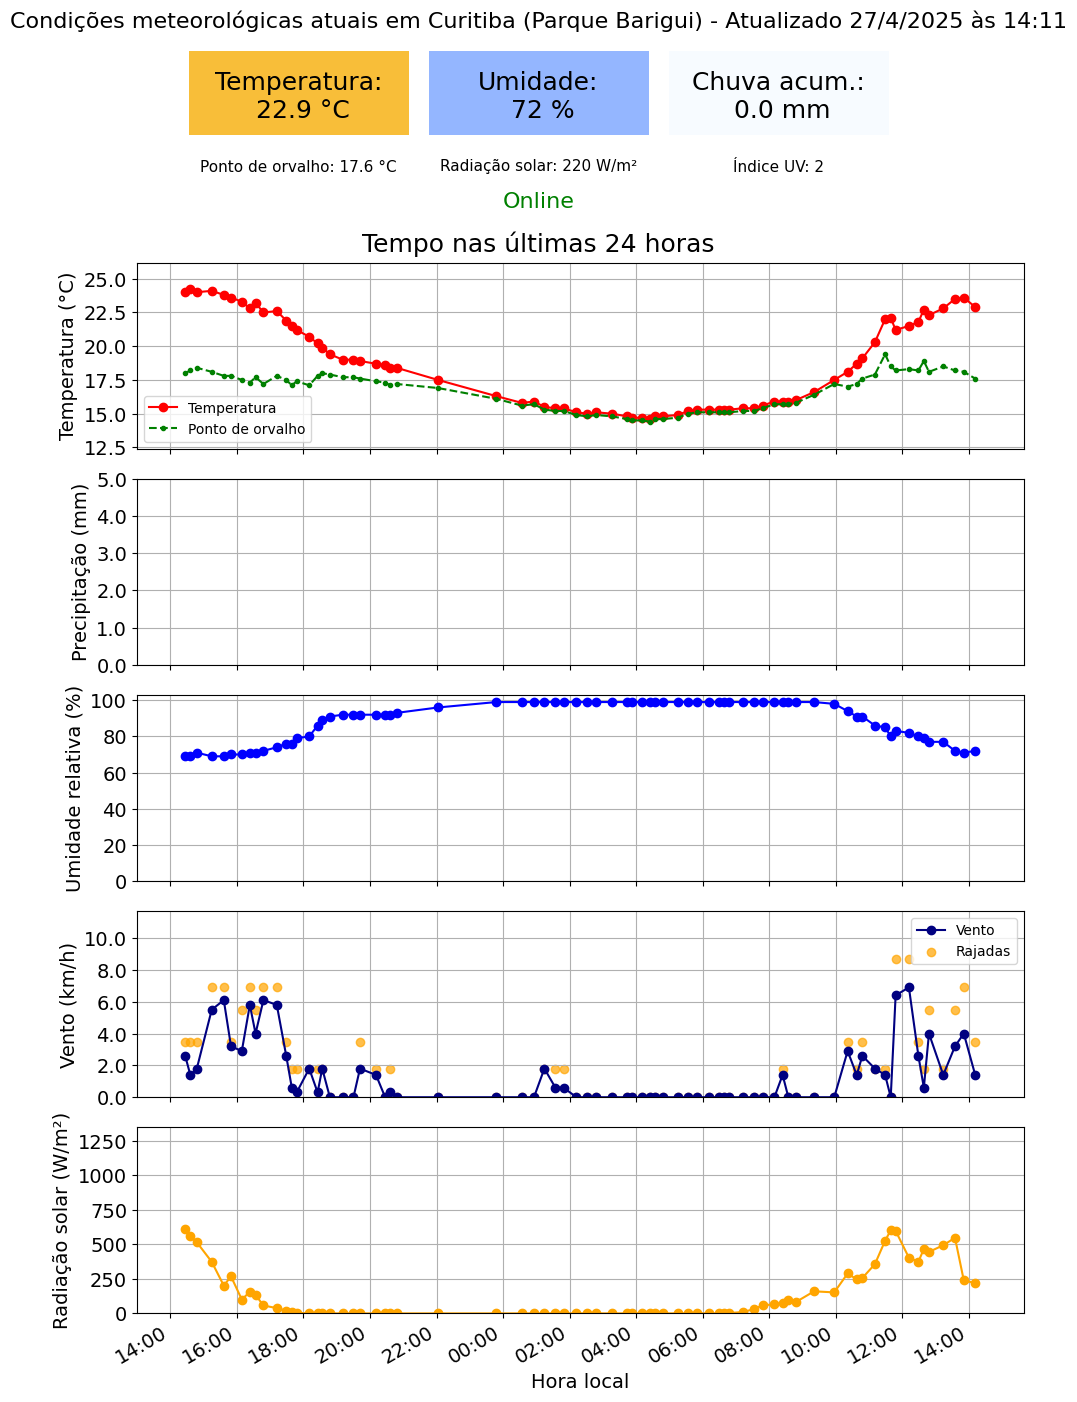 Condições meteorológicas atuais em Curitiba (Parque Barigui) - Atualizado 27/4/2025 às 14:11
Temperatura:
22.9 °C
Umidade:
72 %
Chuva acum.:
0.0 mm
Ponto de orvalho: 17.6 °C
Radiação solar: 220 W/m²
Índice UV: 2
Online
Tempo nas últimas 24 horas
Temperatura (°C)
25.0
22.5
20.0
17.5
15.0
12.5
Temperatura
Ponto de orvalho
Precipitação (mm)
5.0
4.0
3.0
2.0
1.0
0.0
Umidade relativa (%)
100
80
60
40
20
0
Vento (km/h)
10.0
8.0
6.0
4.0
2.0
0.0
Vento
Rajadas
Radiação solar (W/m²)
1250
1000
750
500
250
0
14:00
16:00
18:00
20:00
22:00
00:00
02:00
04:00
06:00
08:00
10:00
12:00
14:00
Hora local